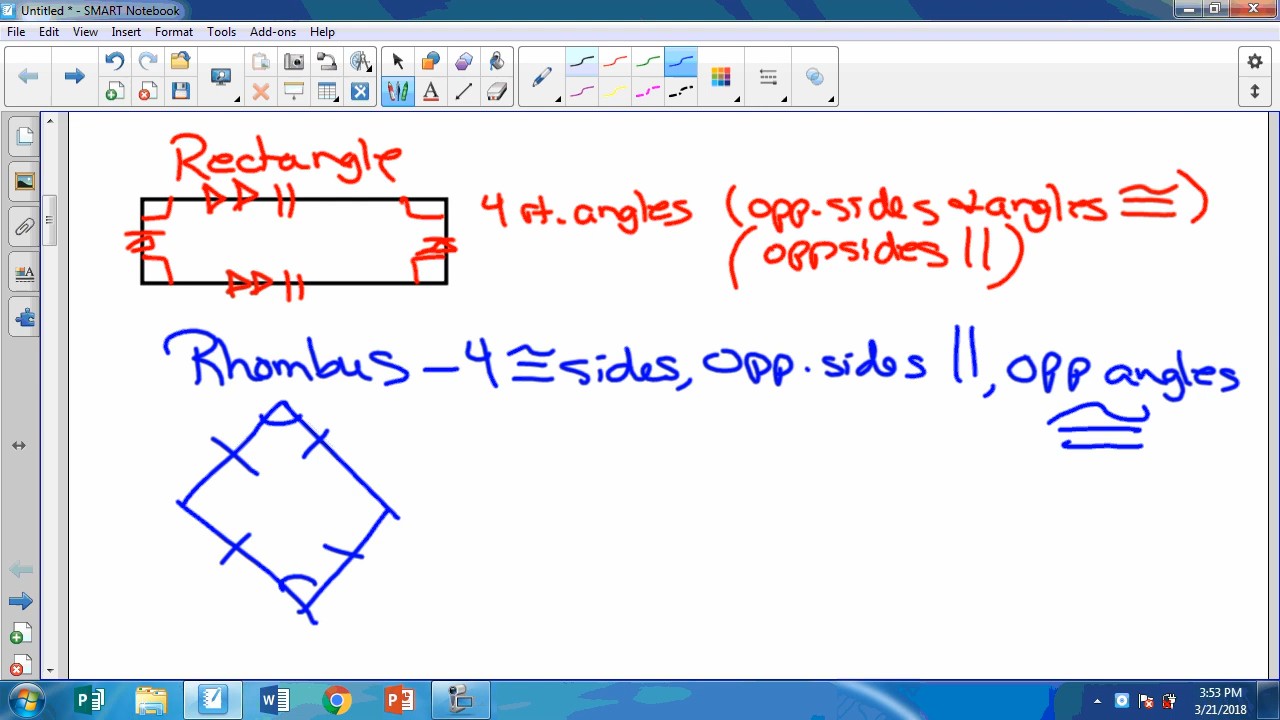 Untitled * - SMART Notebook
File Edit View Insert Format Tools Add-ons Help
Rectangle
4 rt. angles (opp. sides + angles ≅)
(opp sides ||)
Rhombus - 4 ≅ sides, opp. sides ||, opp angles
≅
3:53 PM
3/21/2018